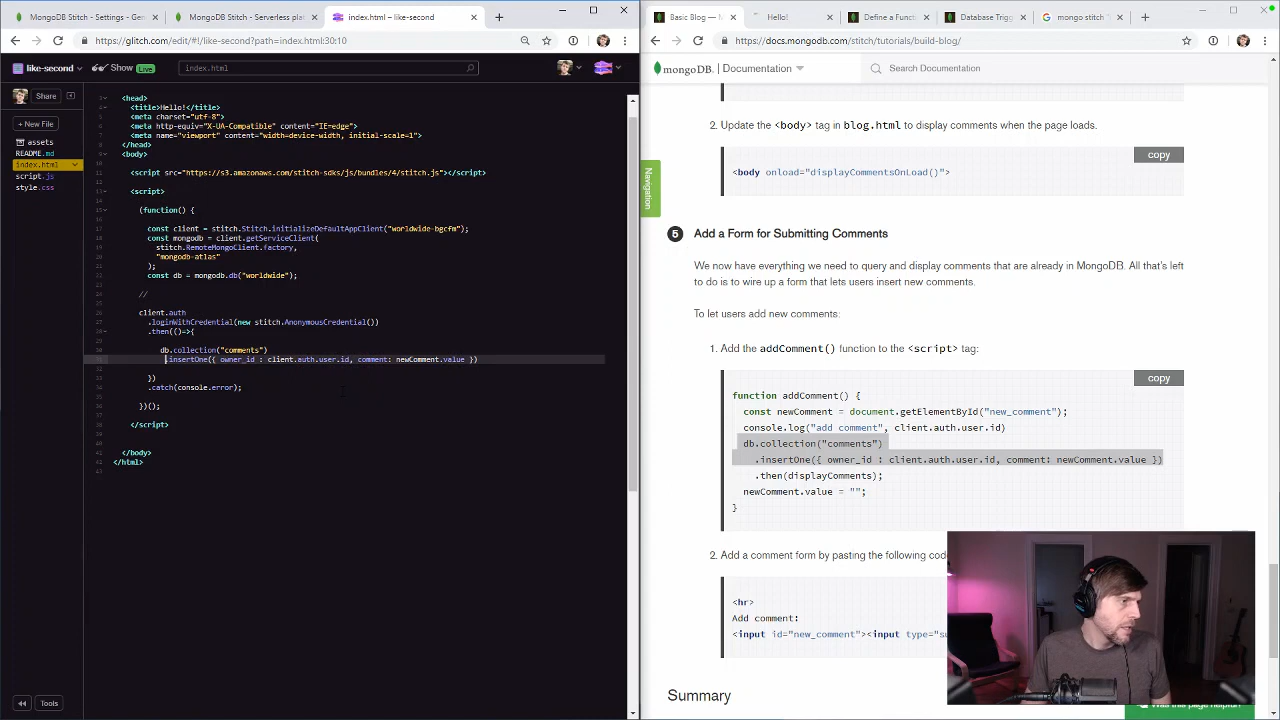 MongoDB Stitch - Settings - Gen
MongoDB Stitch - Serverless pla
index.html – like-second
https://glitch.com/edit/#!/like-second?path=index.html:30:10
like-second
Show
Live
index.html
Share
+ New File
assets
README.md
index.html
script.js
style.css
<head>
<title>Hello!</title>
<meta charset="utf-8">
<meta http-equiv="X-UA-Compatible" content="IE=edge">
<meta name="viewport" content="width=device-width, initial-scale=1">
</head>
<body>
<script src="https://s3.amazonaws.com/stitch-sdks/js/bundles/4/stitch.js"></script>
<script>
(function() {
const client = stitch.Stitch.initializeDefaultAppClient("worldwide-bgcfm");
const mongodb = client.getServiceClient(
stitch.RemoteMongoClient.factory,
"mongodb-atlas"
);
const db = mongodb.db("worldwide");
//
client.auth
.loginWithCredential(new stitch.AnonymousCredential())
.then(()=>{
db.collection("comments")
.insertOne({ owner_id : client.auth.user.id, comment: newComment.value })
})
.catch(console.error);
})();
</script>
</body>
</html>
Tools
Basic Blog — M
Hello!
Define a Funct
Database Trigg
mongo stitch "i
https://docs.mongodb.com/stitch/tutorials/build-blog/
mongoDB. | Documentation
Search Documentation
Navigation
2. Update the <body> tag in blog.html to display comments when the page loads.
copy
<body onload="displayCommentsOnLoad()">
5 Add a Form for Submitting Comments
We now have everything we need to query and display comments that are already in MongoDB. All that's left
to do is to wire up a form that lets users insert new comments.
To let users add new comments:
1. Add the addComment() function to the <script> tag:
copy
function addComment() {
const newComment = document.getElementById("new_comment");
console.log("add comment", client.auth.user.id)
db.collection("comments")
.insertOne({ owner_id : client.auth.user.id, comment: newComment.value })
.then(displayComments);
newComment.value = "";
}
2. Add a comment form by pasting the following cod
<hr>
Add comment:
<input id="new_comment"><input type="su
Summary
Was this page helpful?